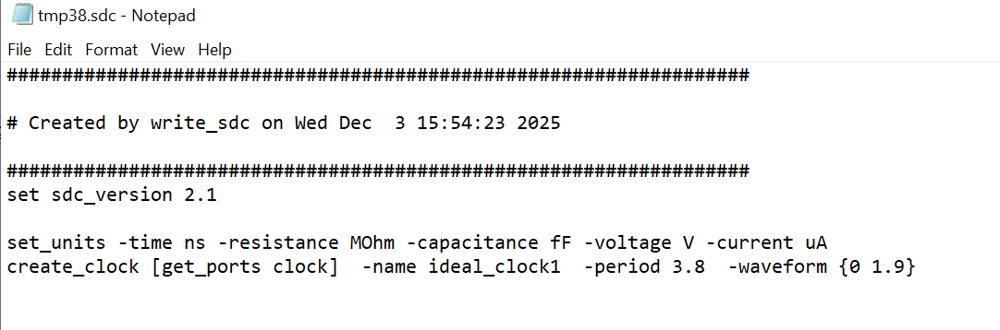 tmp38.sdc - Notepad
File Edit Format View Help
###################################################################
# Created by write_sdc on Wed Dec  3 15:54:23 2025
###################################################################
set sdc_version 2.1
set_units -time ns -resistance MOhm -capacitance fF -voltage V -current uA
create_clock [get_ports clock]  -name ideal_clock1  -period 3.8  -waveform {0 1.9}